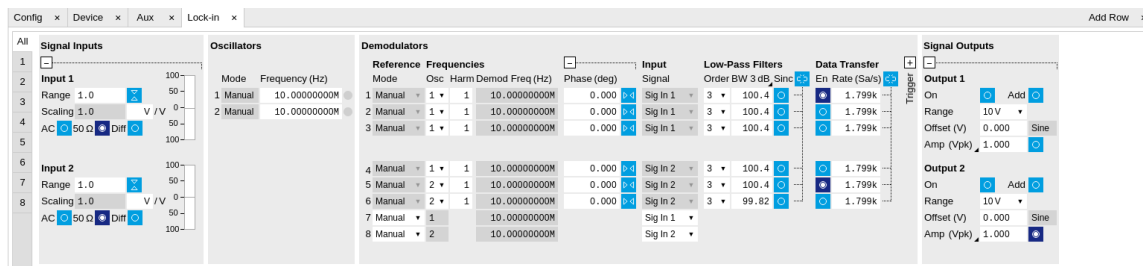 Config × Device × Aux × Lock-in × Add Row
All Signal Inputs Oscillators Demodulators Signal Outputs
1 Reference Frequencies Input Low-Pass Filters Data Transfer
2 Input 1 100 Mode Frequency (Hz) Mode Osc Harm Demod Freq (Hz) Phase (deg) Signal Order BW 3 dB Sinc En Rate (Sa/s) Trigger Output 1
3 Range 1.0 50 1 Manual 10.00000000M 1 Manual 1 1 10.00000000M 0.000 Sig In 1 3 100.4 1.799k On Add
Scaling 1.0 V / V 0 2 Manual 10.00000000M 2 Manual 1 1 10.00000000M 0.000 Sig In 1 3 100.4 1.799k Range 10 V
4 AC 50 Ω Diff 50 3 Manual 1 1 10.00000000M 0.000 Sig In 1 3 100.4 1.799k Offset (V) 0.000 Sine
5 100 Amp (Vpk) 1.000
6 Input 2 100 4 Manual 1 1 10.00000000M 0.000 Sig In 2 3 100.4 1.799k Output 2
7 Range 1.0 50 5 Manual 2 1 10.00000000M 0.000 Sig In 2 3 100.4 1.799k On Add
8 Scaling 1.0 V / V 0 6 Manual 2 1 10.00000000M 0.000 Sig In 2 3 99.82 1.799k Range 10 V
AC 50 Ω Diff 50 7 Manual 1 10.00000000M Sig In 1 Offset (V) 0.000 Sine
100 8 Manual 2 10.00000000M Sig In 2 Amp (Vpk) 1.000